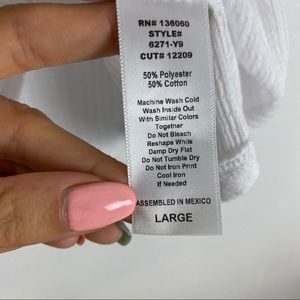 RN# 136060
STYLE#
6271-Y9
CUT# 12209
50% Polyester
50% Cotton
Machine Wash Cold
Wash Inside Out
With Similar Colors
Together
Do Not Bleach
Reshape While
Damp Dry Flat
Do Not Tumble Dry
Do Not Iron Print
Cool Iron
If Needed
ASSEMBLED IN MEXICO
LARGE